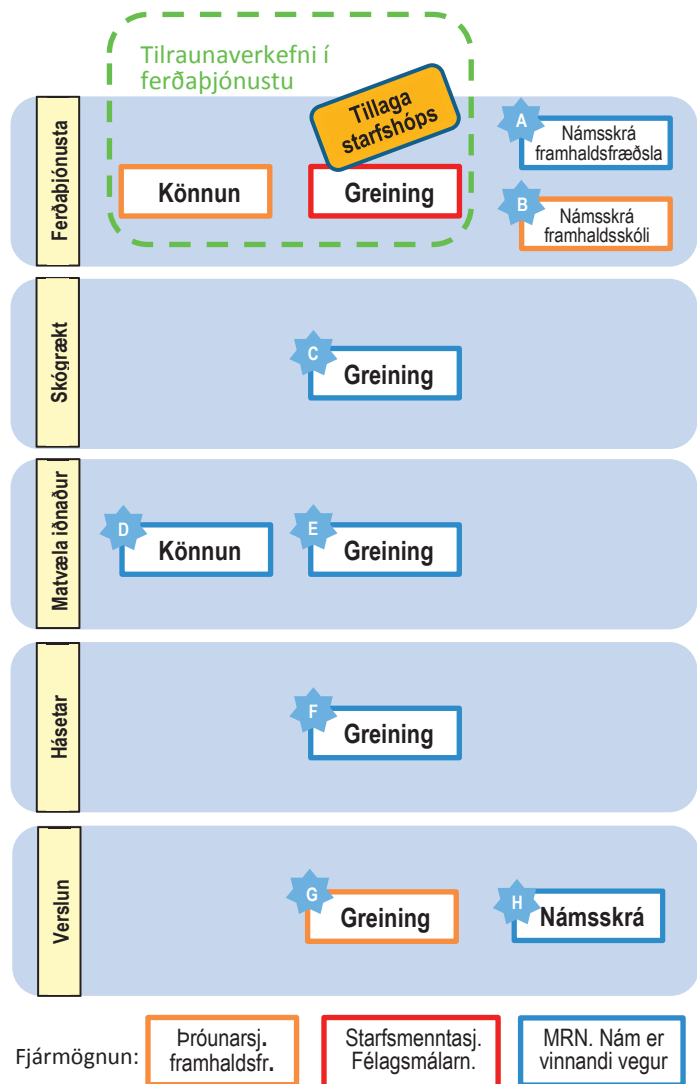 Tilraunaverkefni í
ferðaþjónustu
Ferðaþjónusta
Könnun
Tillaga
starfshóps
Greining
A
Námsskrá
framhaldsfræðsla
B
Námsskrá
framhaldsskóli
Skógrækt
C
Greining
Matvæla iðnaður
D
Könnun
E
Greining
Hásetar
F
Greining
Verslun
G
Greining
H
Námsskrá
Fjármögnun:
Þróunarsj.
framhaldsfr.
Starfsmenntasj.
Félagsmálarn.
MRN. Nám er
vinnandi vegur